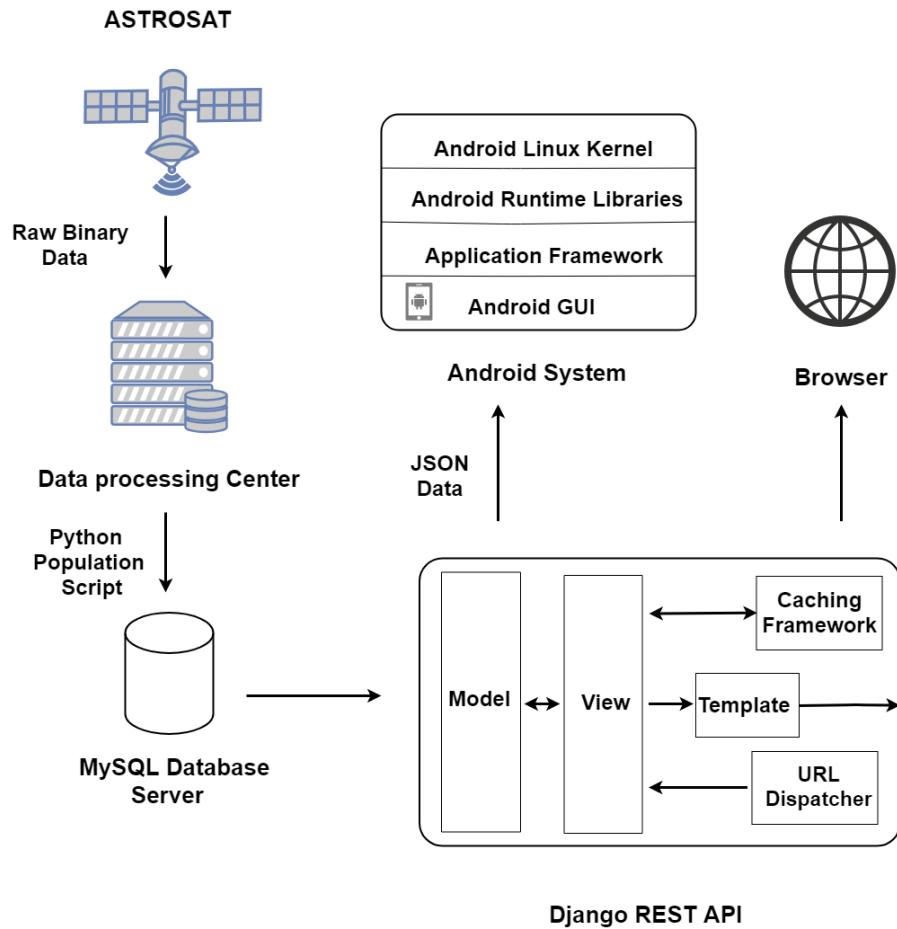 ASTROSAT
Raw Binary
Data
Data processing Center
Python
Population
Script
MySQL Database
Server
Android Linux Kernel
Android Runtime Libraries
Application Framework
Android GUI
Android System
Browser
JSON
Data
Model
View
Caching
Framework
Template
URL
Dispatcher
Django REST API